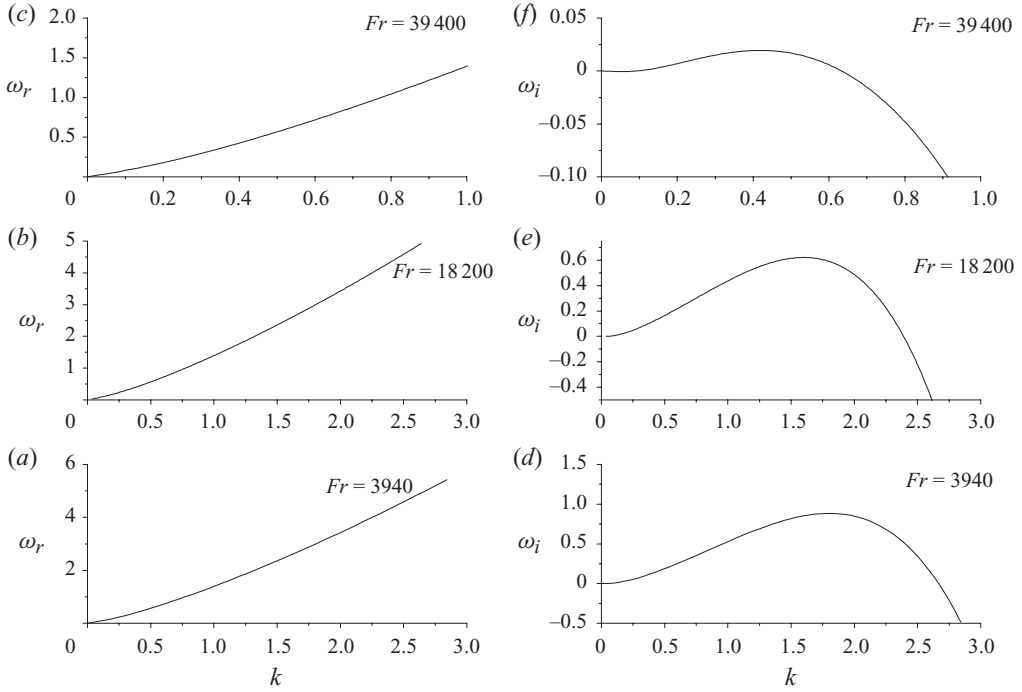 (c)
2.0
1.5
1.0
0.5
ωr
Fr = 39 400
0 0.2 0.4 0.6 0.8 1.0
(f)
0.05
0
–0.05
–0.10
ωi
Fr = 39 400
0 0.2 0.4 0.6 0.8 1.0
(b)
5
4
3
2
1
ωr
Fr = 18 200
0 0.5 1.0 1.5 2.0 2.5 3.0
(e)
0.6
0.4
0.2
0
–0.2
–0.4
ωi
Fr = 18 200
0 0.5 1.0 1.5 2.0 2.5 3.0
(a)
6
4
2
ωr
Fr = 3940
0 0.5 1.0 1.5 2.0 2.5 3.0
k
(d)
1.5
1.0
0.5
0
–0.5
ωi
Fr = 3940
0 0.5 1.0 1.5 2.0 2.5 3.0
k